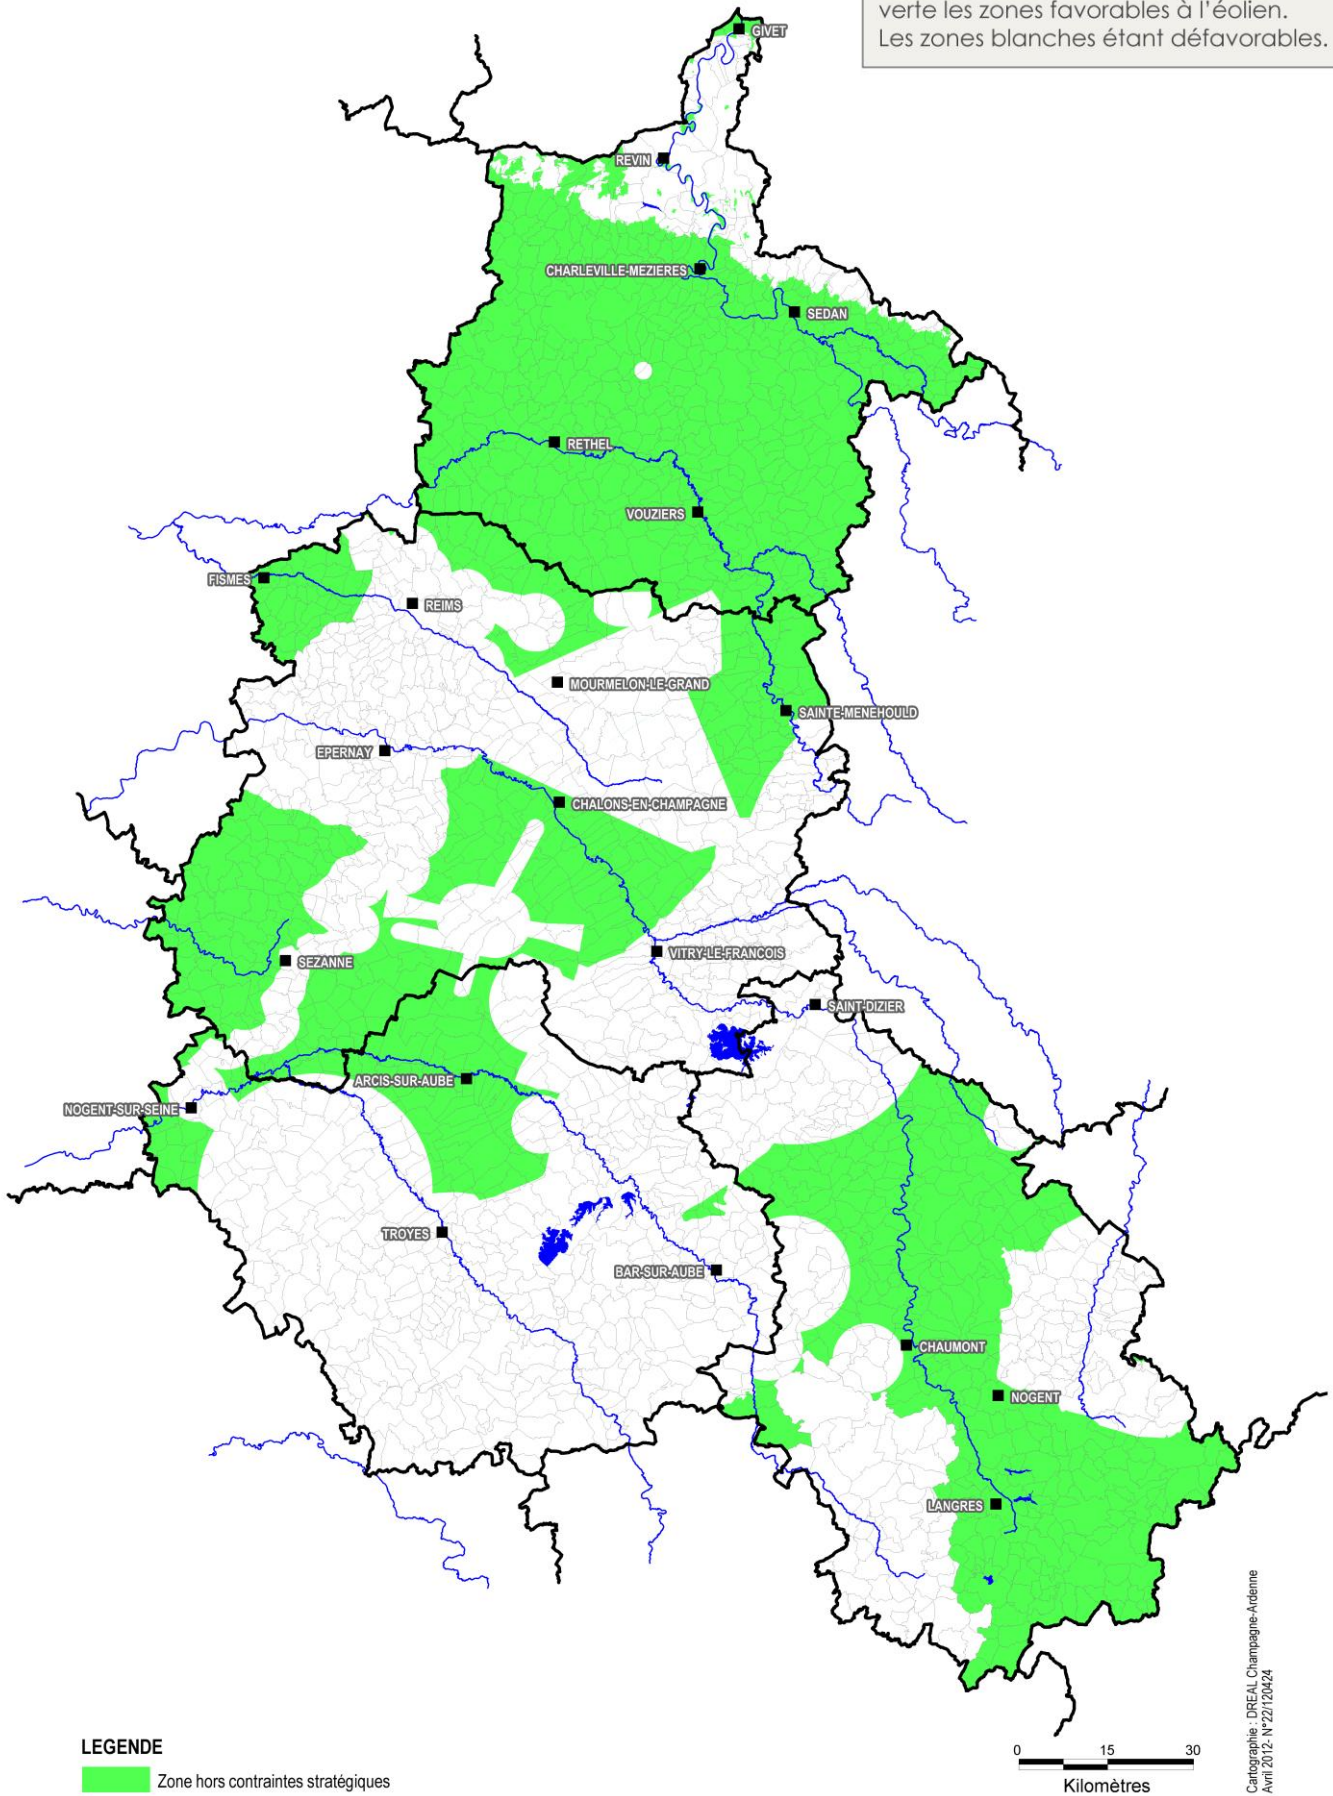 verte les zones favorables à l'éolien.
Les zones blanches étant défavorables.
GIVET
REVIN
CHARLEVILLE-MEZIERES
SEDAN
RETHEL
VOUZIERS
FISMES
REIMS
MOURMELON-LE-GRAND
SAINTE-MENEHOULD
EPERNAY
CHALONS-EN-CHAMPAGNE
VITRY-LE-FRANCOIS
SEZANNE
SAINT-DIZIER
ARCIS-SUR-AUBE
NOGENT-SUR-SEINE
TROYES
BAR-SUR-AUBE
CHAUMONT
NOGENT
LANGRES
LEGENDE
Zone hors contraintes stratégiques
0 15 30
Kilomètres
Cartographie : DREAL Champagne-Ardenne
Avril 2012- N°22/120424